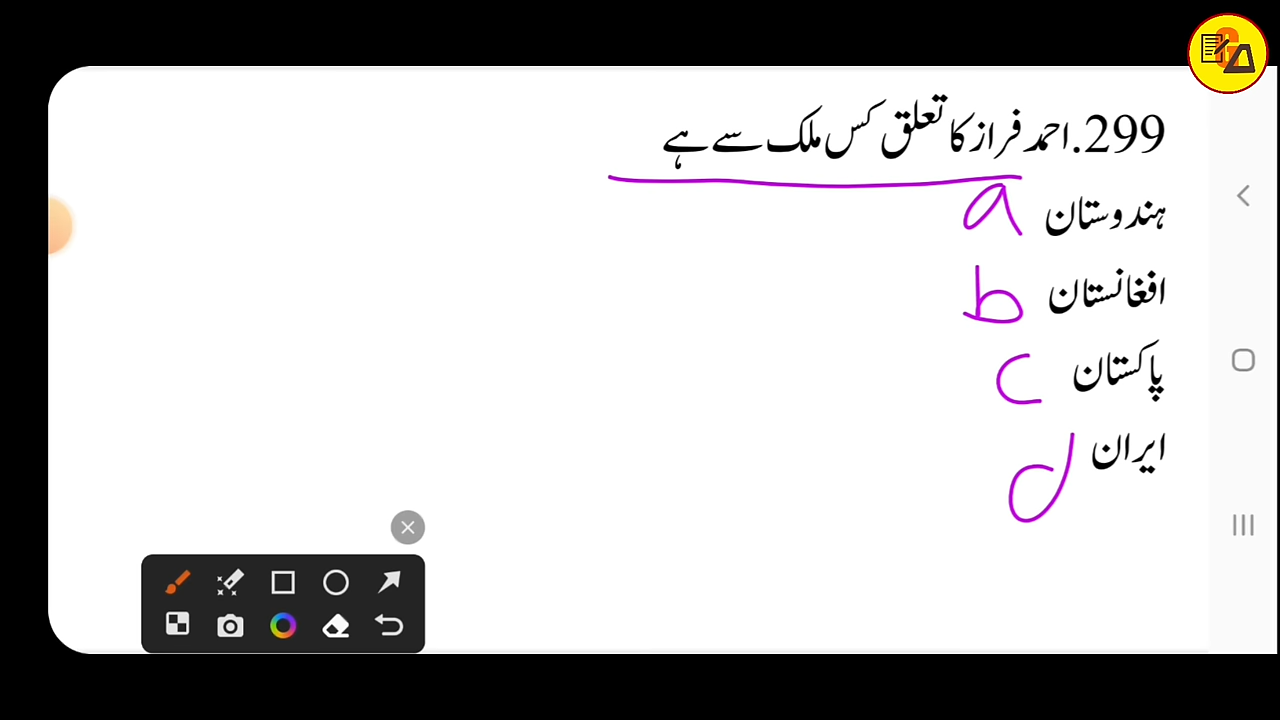 299.احمد فراز کا تعلق کس ملک سے ہے
ہندوستان a
افغانستان b
پاکستان c
ایران d